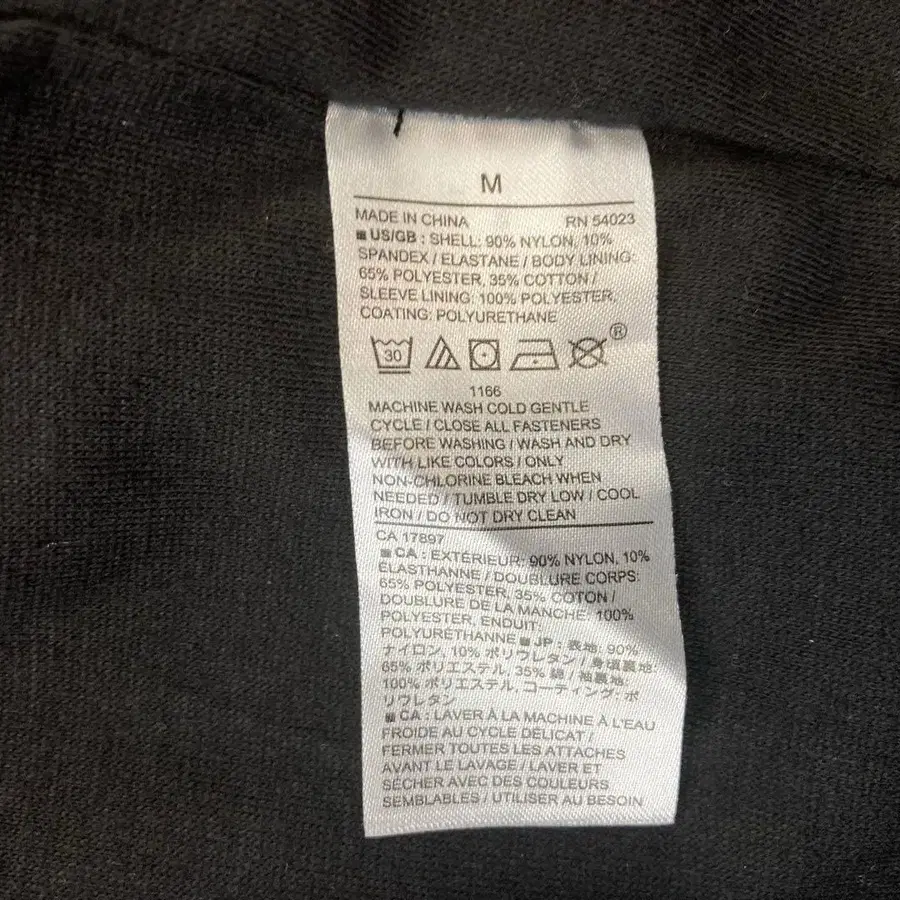 M
MADE IN CHINA RN 54023
■ US/GB : SHELL: 90% NYLON, 10%
SPANDEX / ELASTANE / BODY LINING:
65% POLYESTER, 35% COTTON /
SLEEVE LINING: 100% POLYESTER,
COATING: POLYURETHANE
®
30
1166
MACHINE WASH COLD GENTLE
CYCLE / CLOSE ALL FASTENERS
BEFORE WASHING / WASH AND DRY
WITH LIKE COLORS / ONLY
NON-CHLORINE BLEACH WHEN
NEEDED / TUMBLE DRY LOW / COOL
IRON / DO NOT DRY CLEAN
CA 17897
■ CA : EXTÉRIEUR: 90% NYLON, 10%
ÉLASTHANNE / DOUBLURE CORPS:
65% POLYESTER, 35% COTON /
DOUBLURE DE LA MANCHE: 100%
POLYESTER, ENDUIT:
POLYURÉTHANNE ■ JP : 表地: 90%
ナイロン, 10% ポリウレタン / 身頃裏地:
65% ポリエステル, 35% 綿 / 袖裏地:
100% ポリエステル, コーティング: ポ
リウレタン
■ CA : LAVER À LA MACHINE À L'EAU
FROIDE AU CYCLE DÉLICAT /
FERMER TOUTES LES ATTACHES
AVANT LE LAVAGE / LAVER ET
SÉCHER AVEC DES COULEURS
SEMBLABLES / UTILISER AU BESOIN